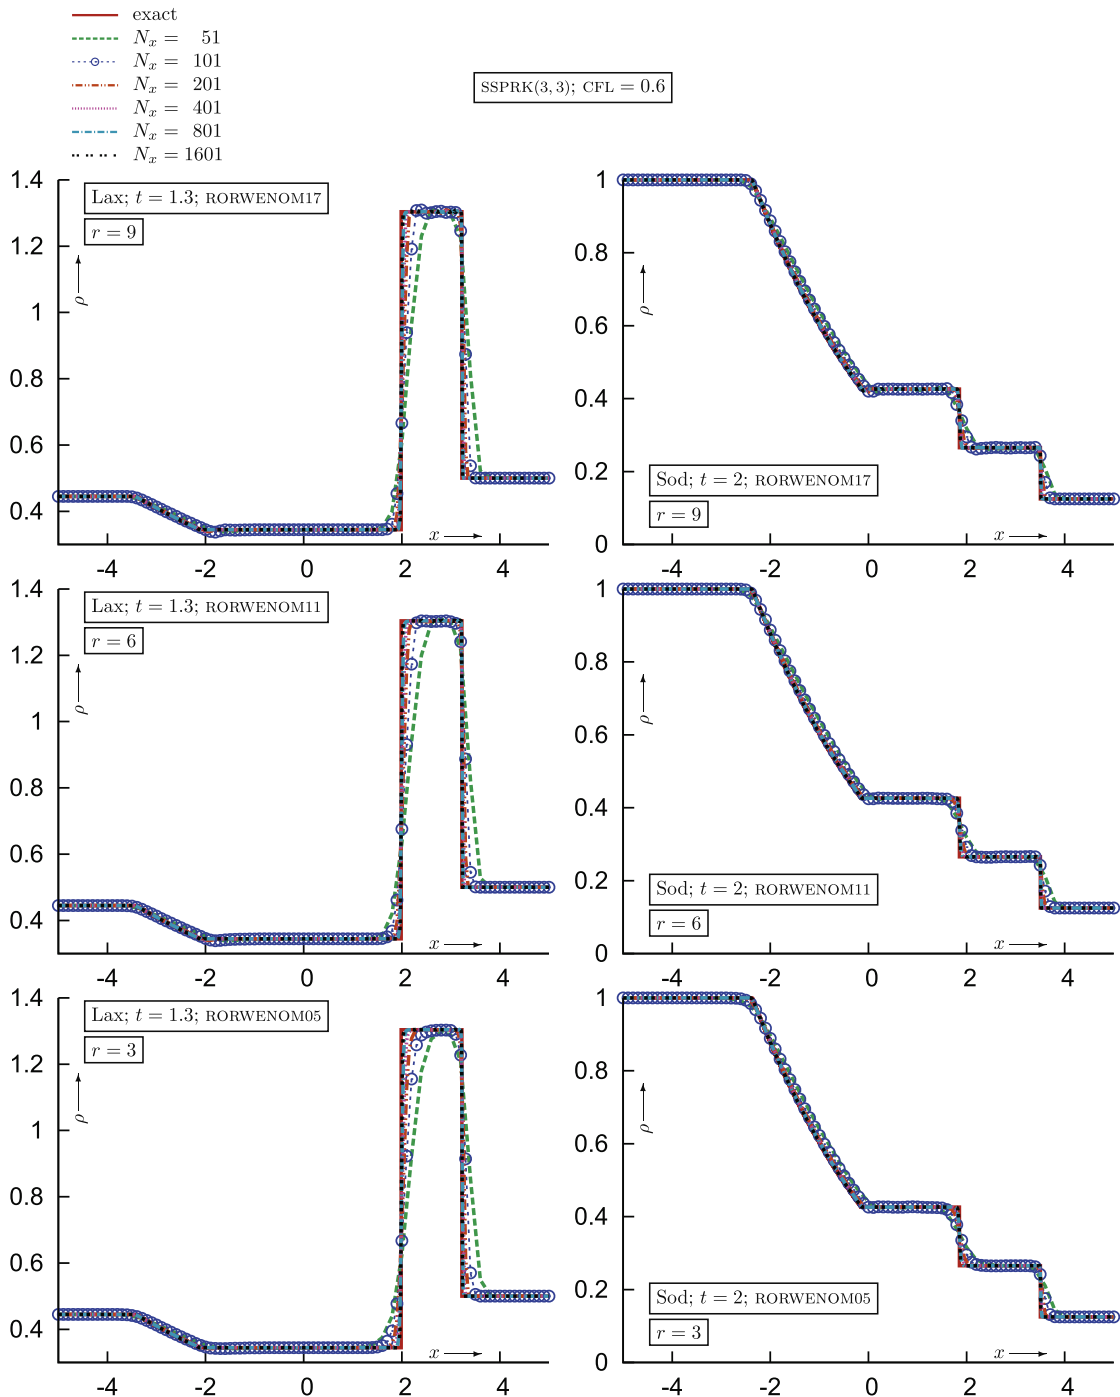 exact
N_x = 51
N_x = 101
N_x = 201
N_x = 401
N_x = 801
N_x = 1601
SSPRK(3, 3); CFL = 0.6
1.4
1.2
1
0.8
0.6
0.4
Lax; t = 1.3; RORWENOM17
r = 9
ρ
x
-4 -2 0 2 4
1
0.8
0.6
0.4
0.2
0
ρ
Sod; t = 2; RORWENOM17
r = 9
x
-4 -2 0 2 4
1.4
1.2
1
0.8
0.6
0.4
Lax; t = 1.3; RORWENOM11
r = 6
ρ
x
-4 -2 0 2 4
1
0.8
0.6
0.4
0.2
0
ρ
Sod; t = 2; RORWENOM11
r = 6
x
-4 -2 0 2 4
1.4
1.2
1
0.8
0.6
0.4
Lax; t = 1.3; RORWENOM05
r = 3
ρ
x
-4 -2 0 2 4
1
0.8
0.6
0.4
0.2
0
ρ
Sod; t = 2; RORWENOM05
r = 3
x
-4 -2 0 2 4